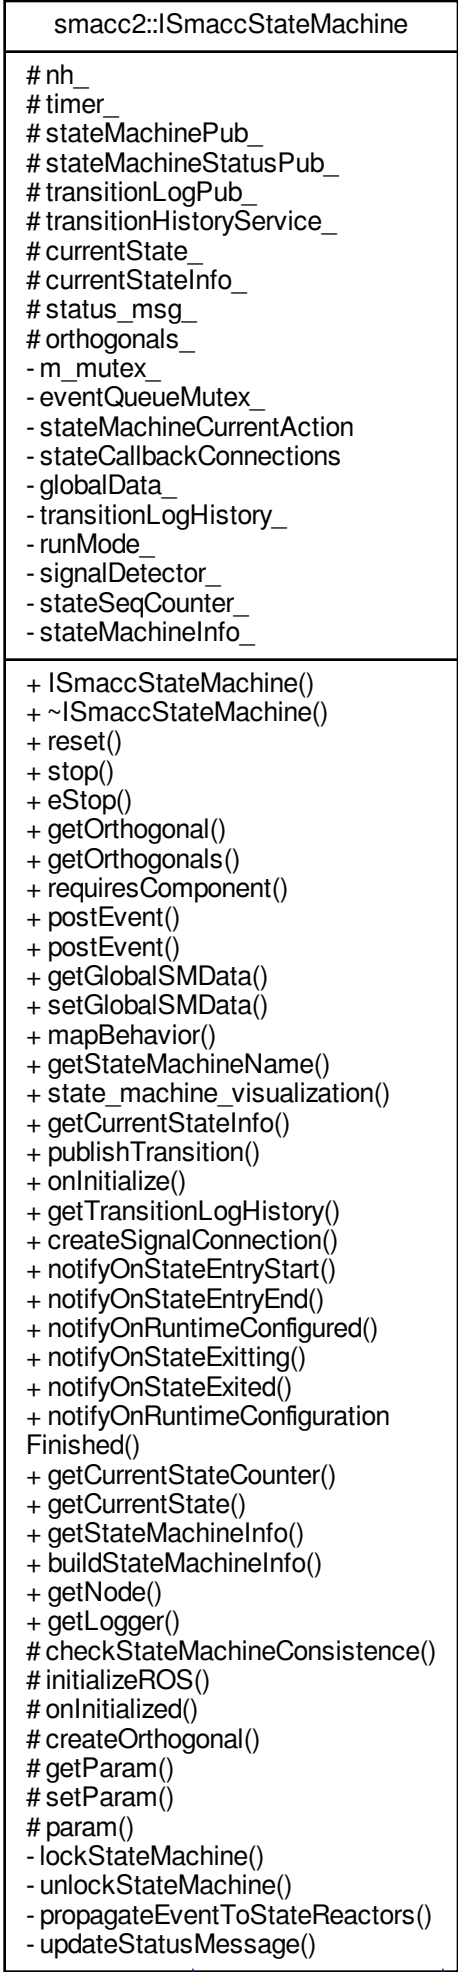 smacc2::ISmaccStateMachine
# nh_
# timer_
# stateMachinePub_
# stateMachineStatusPub_
# transitionLogPub_
# transitionHistoryService_
# currentState_
# currentStateInfo_
# status_msg_
# orthogonals_
- m_mutex_
- eventQueueMutex_
- stateMachineCurrentAction
- stateCallbackConnections
- globalData_
- transitionLogHistory_
- runMode_
- signalDetector_
- stateSeqCounter_
- stateMachineInfo_
+ ISmaccStateMachine()
+ ~ISmaccStateMachine()
+ reset()
+ stop()
+ eStop()
+ getOrthogonal()
+ getOrthogonals()
+ requiresComponent()
+ postEvent()
+ postEvent()
+ getGlobalSMData()
+ setGlobalSMData()
+ mapBehavior()
+ getStateMachineName()
+ state_machine_visualization()
+ getCurrentStateInfo()
+ publishTransition()
+ onInitialize()
+ getTransitionLogHistory()
+ createSignalConnection()
+ notifyOnStateEntryStart()
+ notifyOnStateEntryEnd()
+ notifyOnRuntimeConfigured()
+ notifyOnStateExitting()
+ notifyOnStateExited()
+ notifyOnRuntimeConfiguration
Finished()
+ getCurrentStateCounter()
+ getCurrentState()
+ getStateMachineInfo()
+ buildStateMachineInfo()
+ getNode()
+ getLogger()
# checkStateMachineConsistence()
# initializeROS()
# onInitialized()
# createOrthogonal()
# getParam()
# setParam()
# param()
- lockStateMachine()
- unlockStateMachine()
- propagateEventToStateReactors()
- updateStatusMessage()